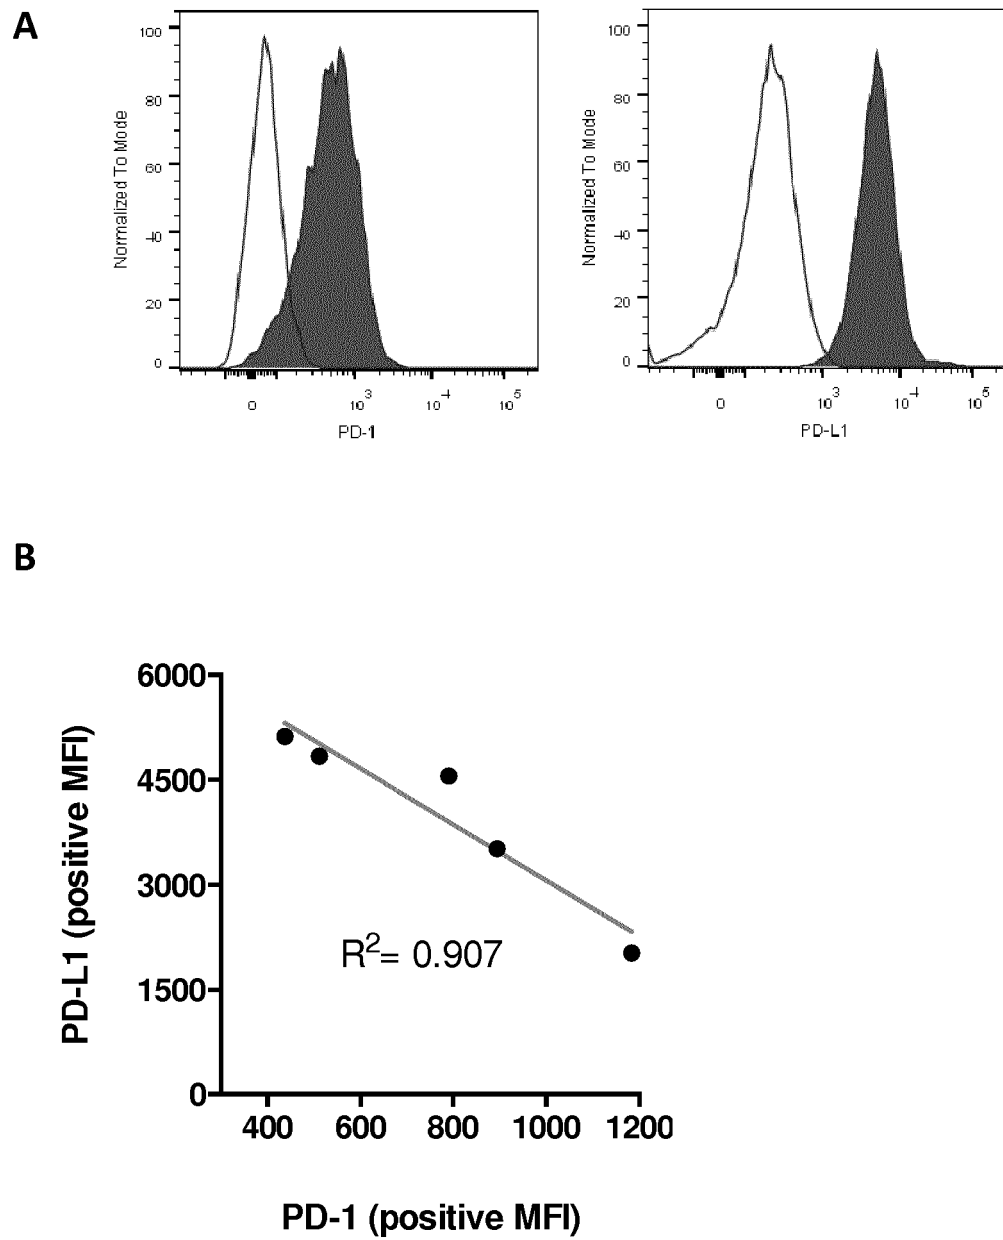 A
100
80
60
40
20
0
Normalized To Mode
0
10³
10⁴
10⁵
PD-1
100
80
60
40
20
0
Normalized To Mode
0
10³
10⁴
10⁵
PD-L1
B
6000
4500
3000
1500
0
PD-L1 (positive MFI)
R²= 0.907
400 600 800 1000 1200
PD-1 (positive MFI)